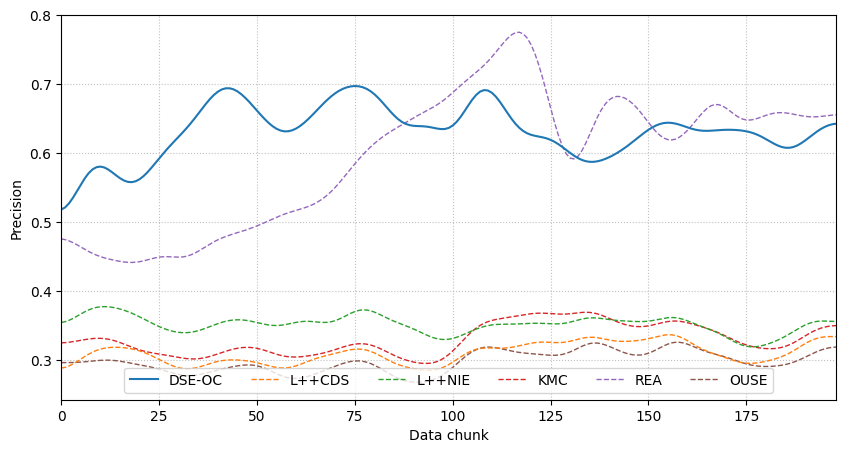 0.8
0.7
0.6
0.5
0.4
0.3
Precision
DSE-OC L++CDS L++NIE KMC REA OUSE
0 25 50 75 100 125 150 175
Data chunk